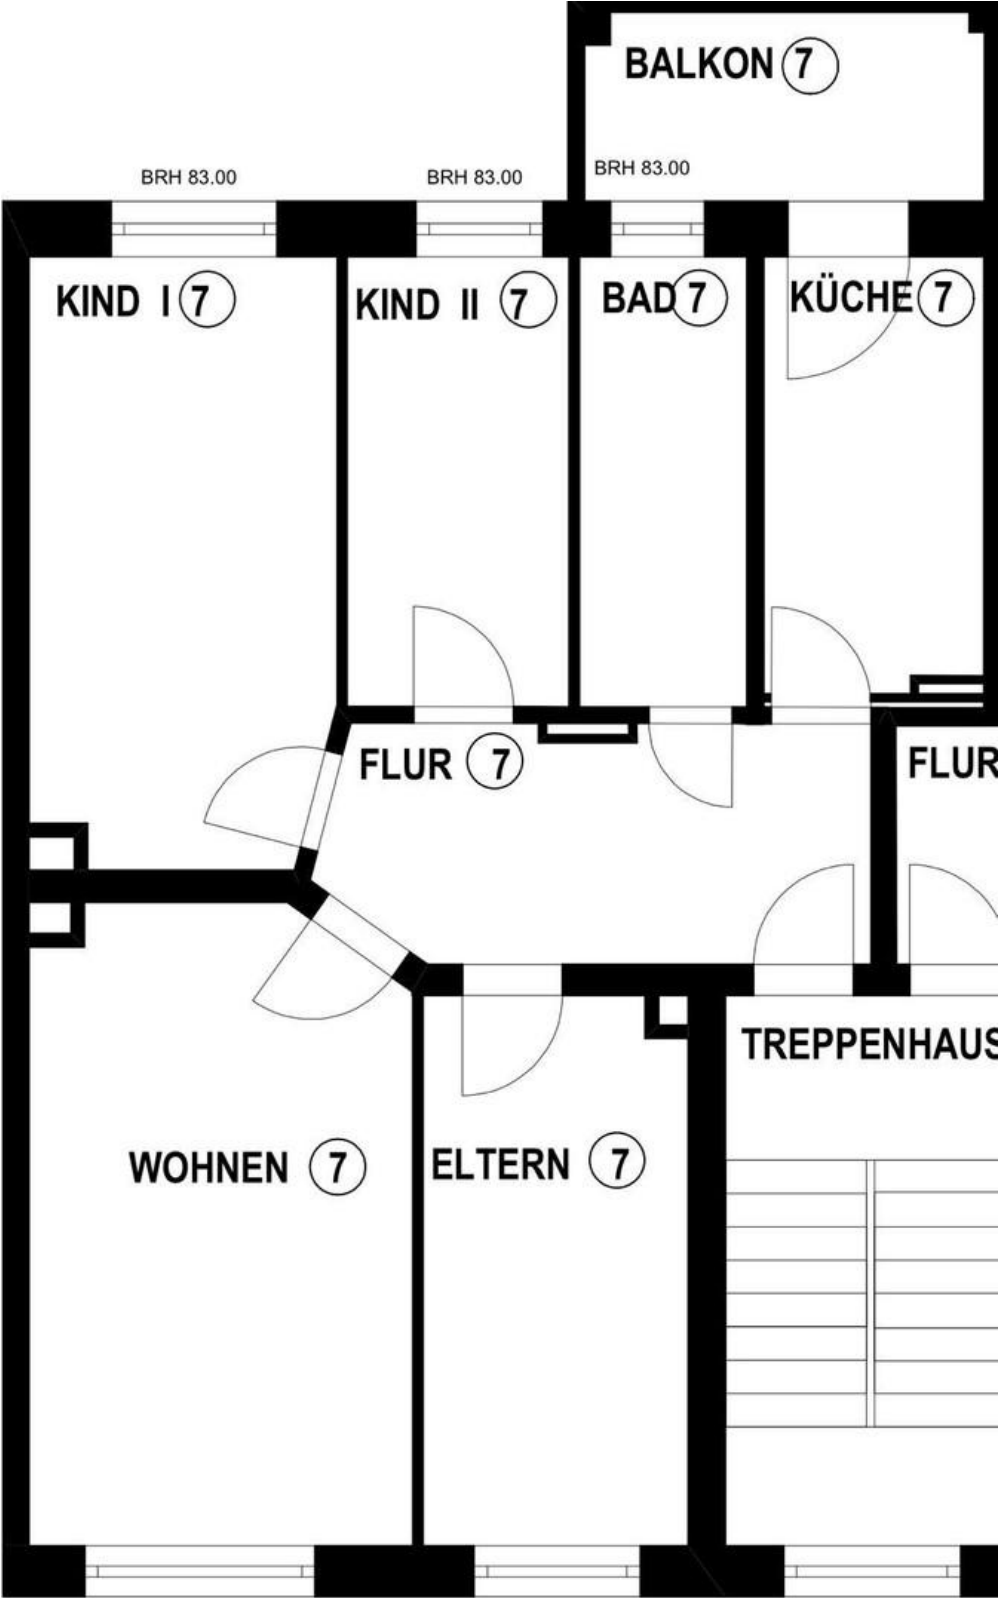 BALKON 7
BRH 83.00
BRH 83.00
BRH 83.00
KIND I 7
KIND II 7
BAD 7
KÜCHE 7
FLUR 7
FLUR
TREPPENHAUS
WOHNEN 7
ELTERN 7